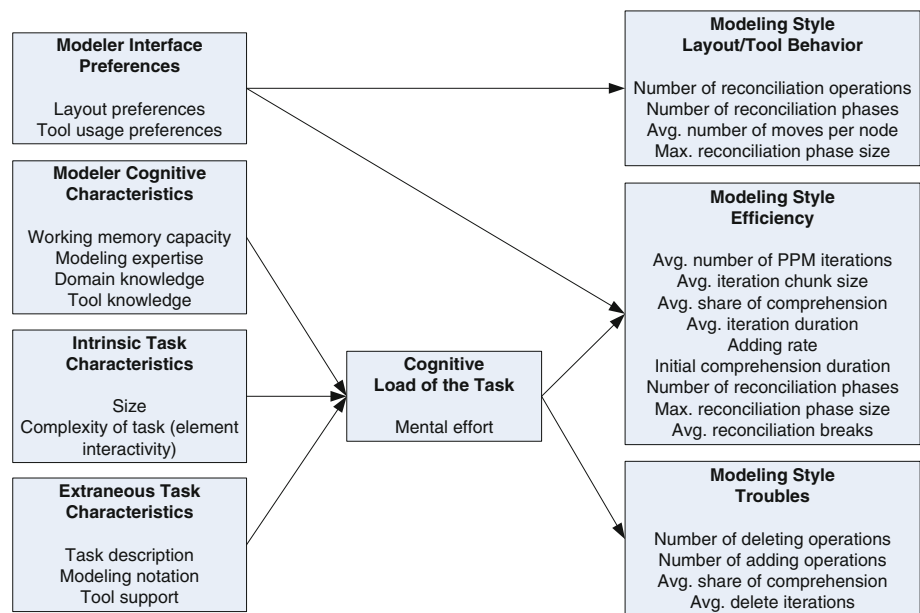 Modeler Interface
Preferences
Layout preferences
Tool usage preferences
Modeler Cognitive
Characteristics
Working memory capacity
Modeling expertise
Domain knowledge
Tool knowledge
Intrinsic Task
Characteristics
Size
Complexity of task (element
interactivity)
Extraneous Task
Characteristics
Task description
Modeling notation
Tool support
Cognitive
Load of the Task
Mental effort
Modeling Style
Layout/Tool Behavior
Number of reconciliation operations
Number of reconciliation phases
Avg. number of moves per node
Max. reconciliation phase size
Modeling Style
Efficiency
Avg. number of PPM iterations
Avg. iteration chunk size
Avg. share of comprehension
Avg. iteration duration
Adding rate
Initial comprehension duration
Number of reconciliation phases
Max. reconciliation phase size
Avg. reconciliation breaks
Modeling Style
Troubles
Number of deleting operations
Number of adding operations
Avg. share of comprehension
Avg. delete iterations